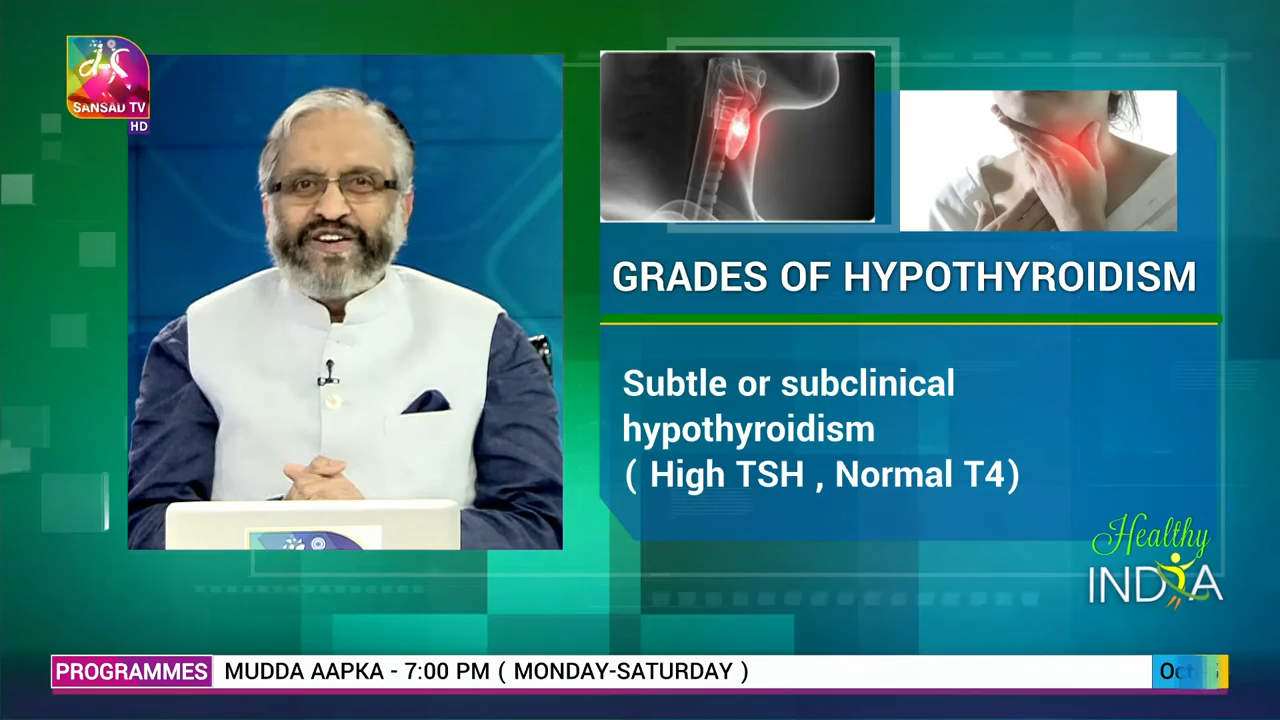 SANSAD TV
HD
GRADES OF HYPOTHYROIDISM
Subtle or subclinical
hypothyroidism
( High TSH , Normal T4)
Healthy
INDIA
PROGRAMMES
MUDDA AAPKA - 7:00 PM ( MONDAY-SATURDAY )